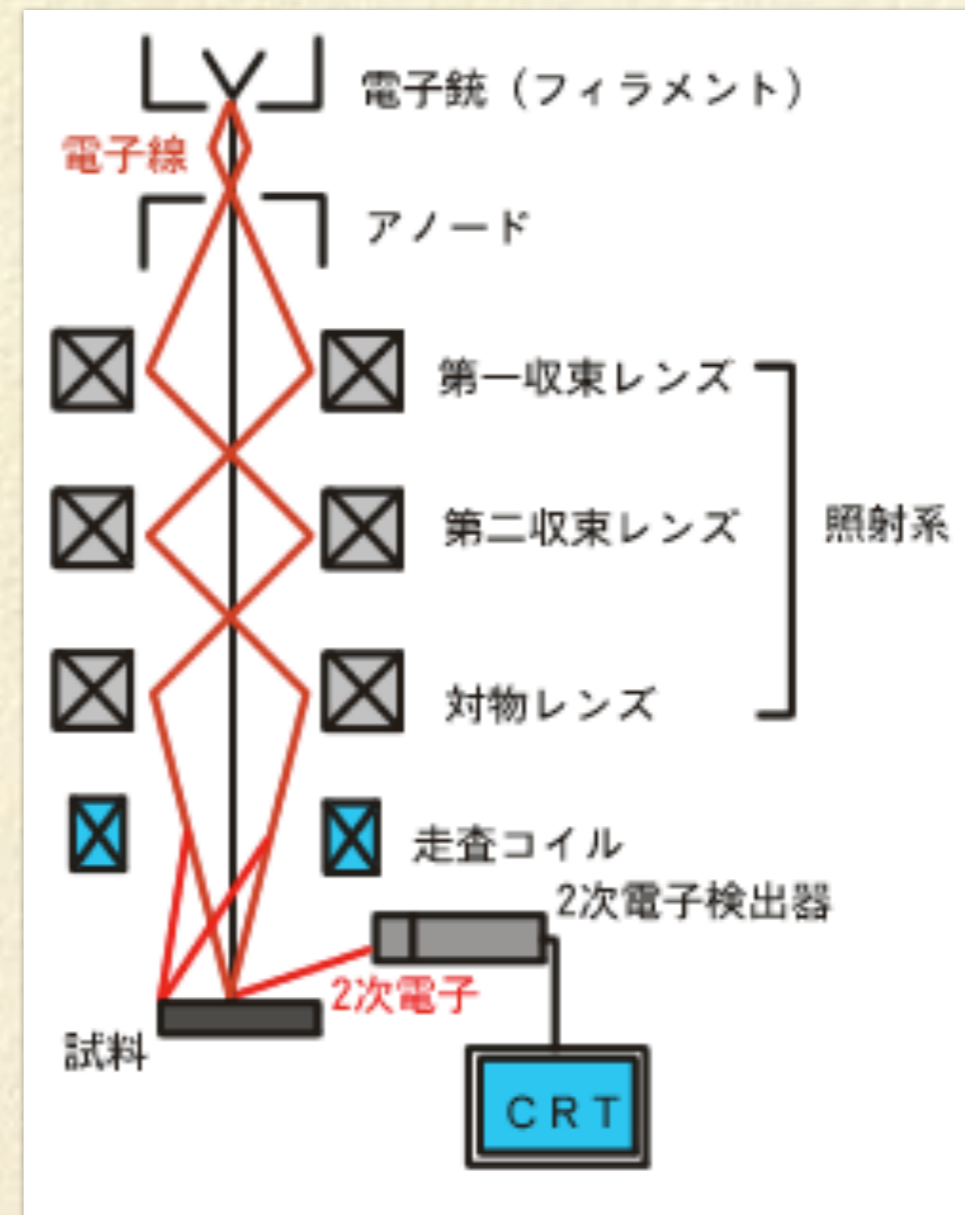 電子銃（フィラメント）
電子線
アノード
第一収束レンズ
第二収束レンズ
照射系
対物レンズ
走査コイル
2次電子検出器
2次電子
試料
CRT